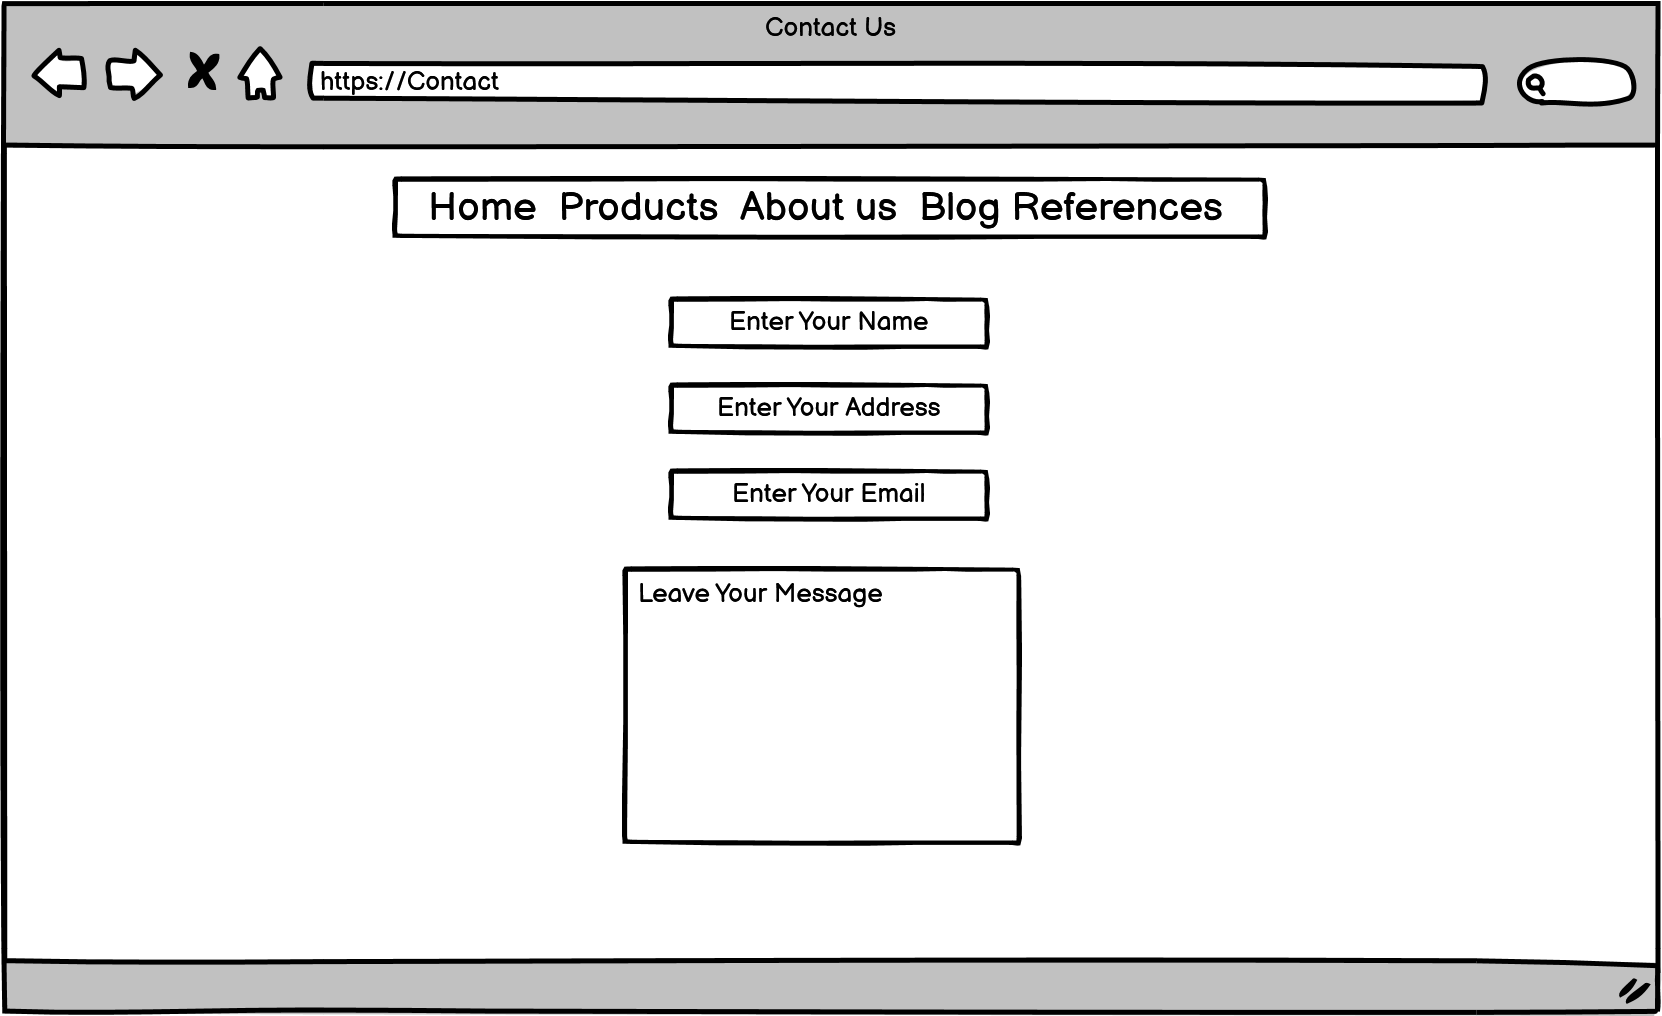 Contact Us
https://Contact
Home Products About us Blog References
Enter Your Name
Enter Your Address
Enter Your Email
Leave Your Message